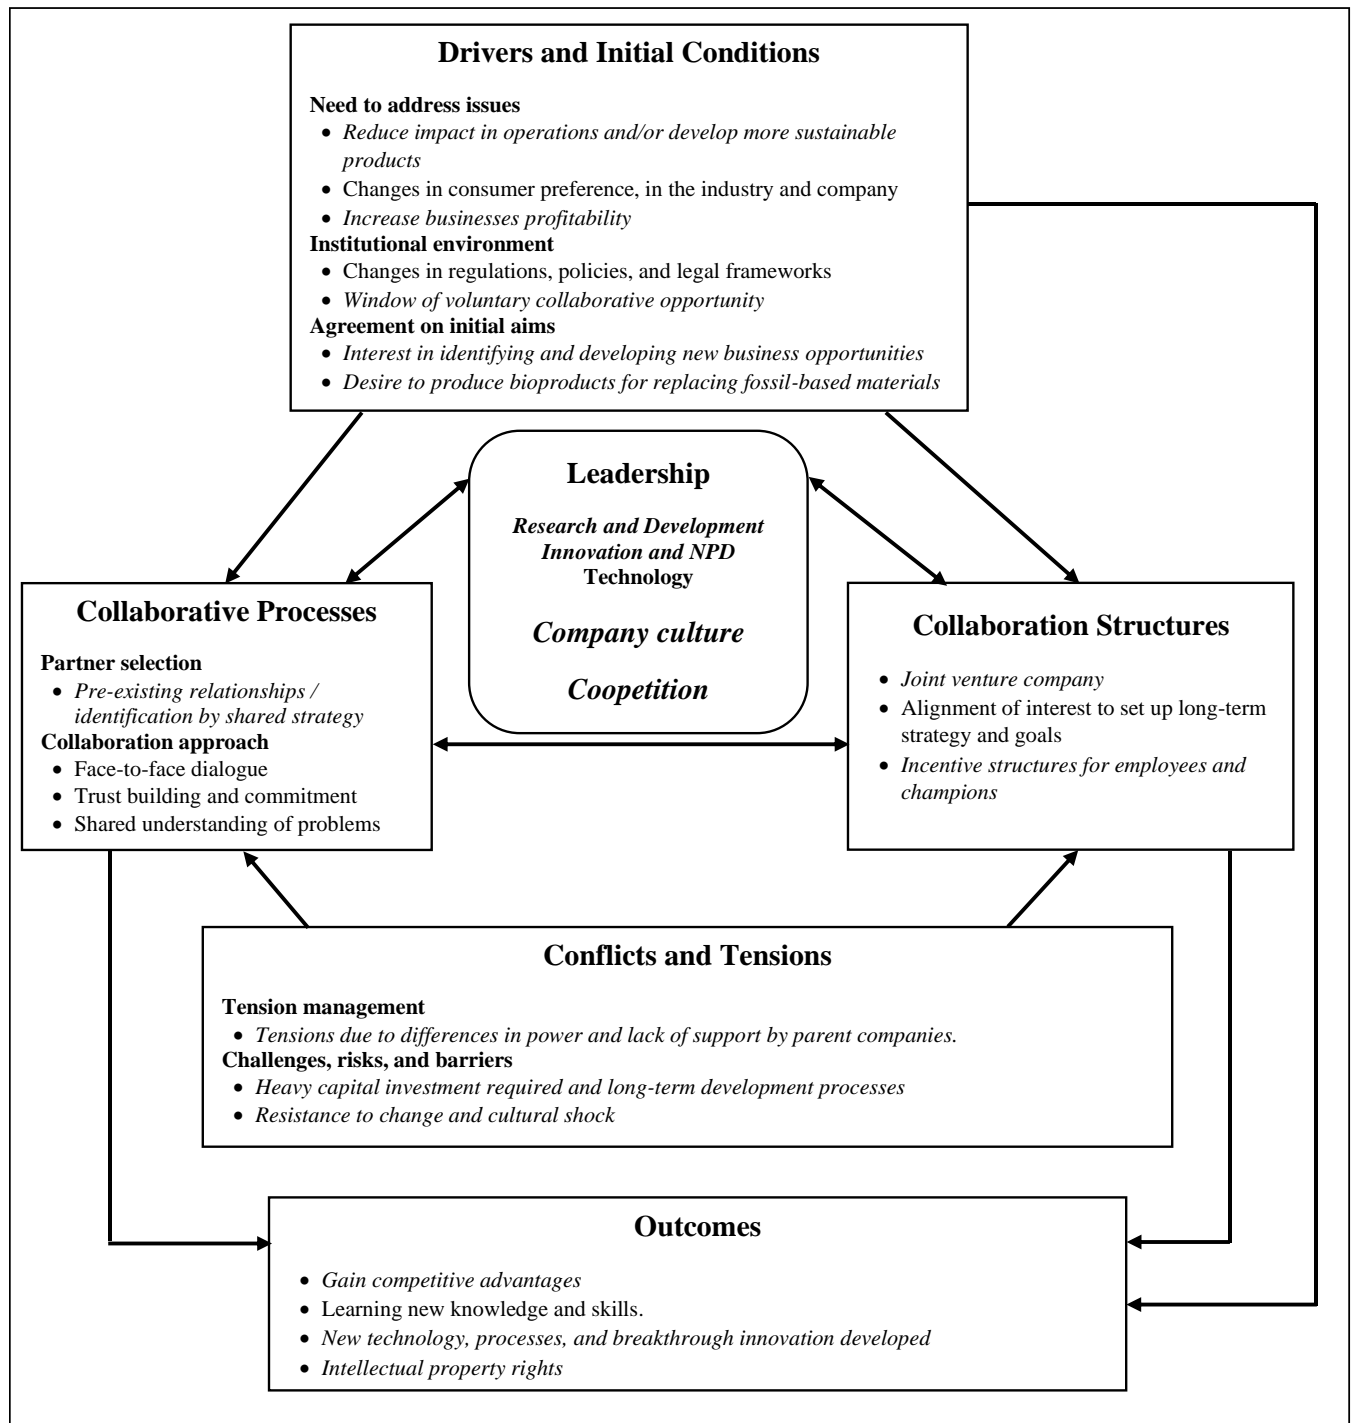 Drivers and Initial Conditions
Need to address issues
• Reduce impact in operations and/or develop more sustainable
products
• Changes in consumer preference, in the industry and company
• Increase businesses profitability
Institutional environment
• Changes in regulations, policies, and legal frameworks
• Window of voluntary collaborative opportunity
Agreement on initial aims
• Interest in identifying and developing new business opportunities
• Desire to produce bioproducts for replacing fossil-based materials
Leadership
Research and Development
Innovation and NPD
Technology
Company culture
Coopetition
Collaborative Processes
Partner selection
• Pre-existing relationships /
identification by shared strategy
Collaboration approach
• Face-to-face dialogue
• Trust building and commitment
• Shared understanding of problems
Collaboration Structures
• Joint venture company
• Alignment of interest to set up long-term
strategy and goals
• Incentive structures for employees and
champions
Conflicts and Tensions
Tension management
• Tensions due to differences in power and lack of support by parent companies.
Challenges, risks, and barriers
• Heavy capital investment required and long-term development processes
• Resistance to change and cultural shock
Outcomes
• Gain competitive advantages
• Learning new knowledge and skills.
• New technology, processes, and breakthrough innovation developed
• Intellectual property rights